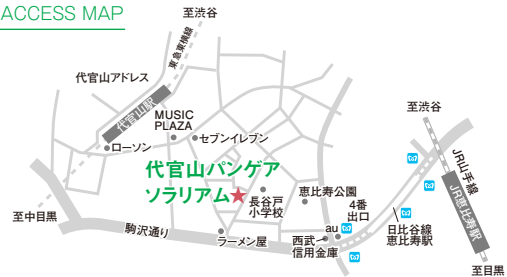 ACCESS MAP
至渋谷
東急東横線
代官山アドレス
代官山駅
MUSIC
PLAZA
セブンイレブン
ローソン
至渋谷
JR山手線
代官山パンゲア
ソラリアム
長谷戸
小学校
恵比寿公園
4番
出口
JR恵比寿駅
至中目黒
駒沢通り
ラーメン屋
au
西武
信用金庫
日比谷線
恵比寿駅
至目黒